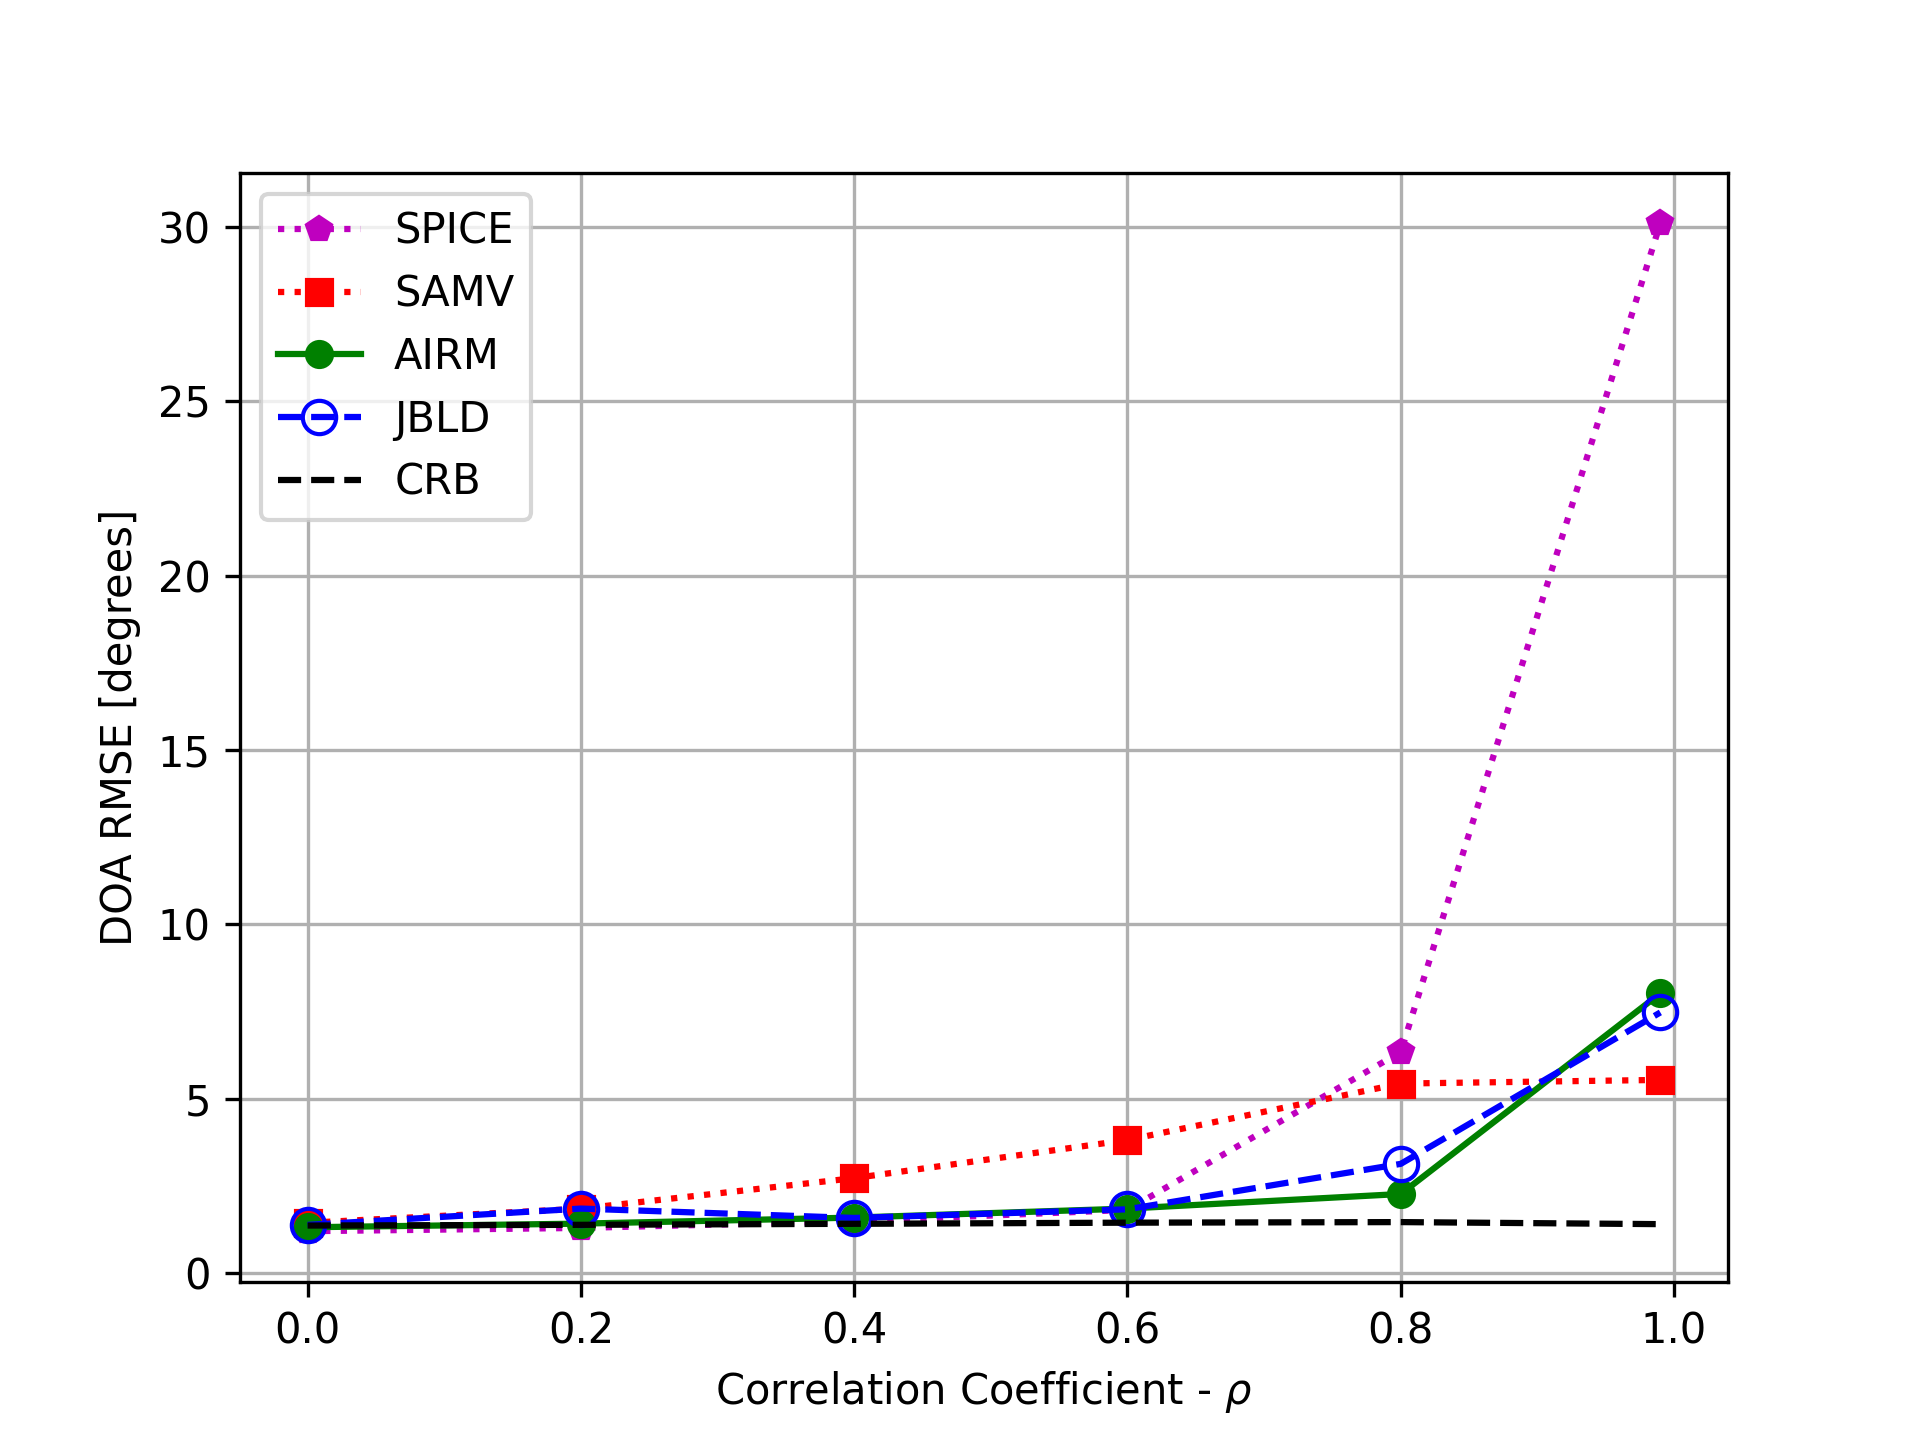 SPICE
SAMV
AIRM
JBLD
CRB
30
25
20
15
10
5
0
DOA RMSE [degrees]
0.0 0.2 0.4 0.6 0.8 1.0
Correlation Coefficient - ρ